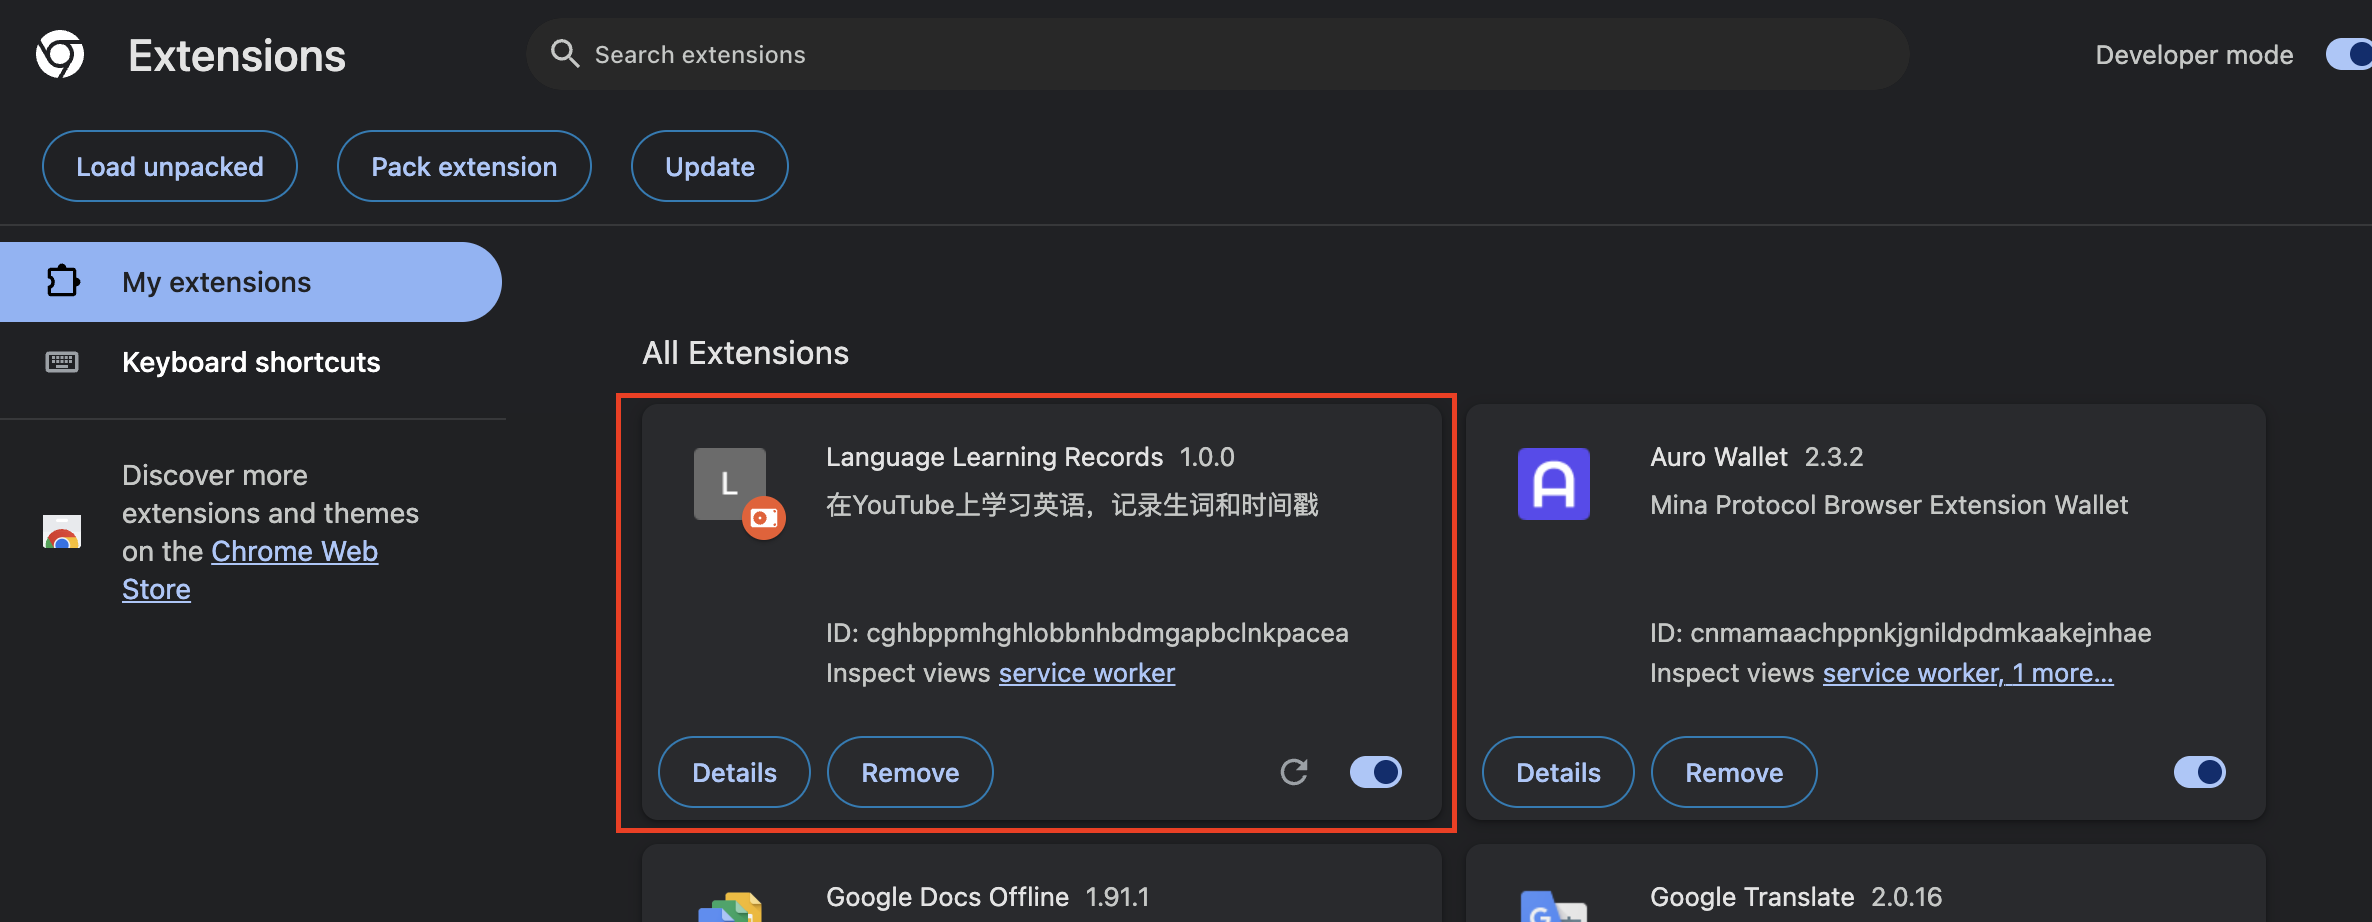 Extensions
Search extensions
Developer mode
Load unpacked
Pack extension
Update
My extensions
Keyboard shortcuts
Discover more
extensions and themes
on the Chrome Web
Store
All Extensions
L
Language Learning Records 1.0.0
在YouTube上学习英语，记录生词和时间戳
ID: cghbppmhghlobbnhbdmgapbclnkpacea
Inspect views service worker
Details
Remove
Auro Wallet 2.3.2
Mina Protocol Browser Extension Wallet
ID: cnmamaachppnkjgnildpdmkaakejnhae
Inspect views service worker, 1 more...
Details
Remove
Google Docs Offline 1.91.1
Google Translate 2.0.16